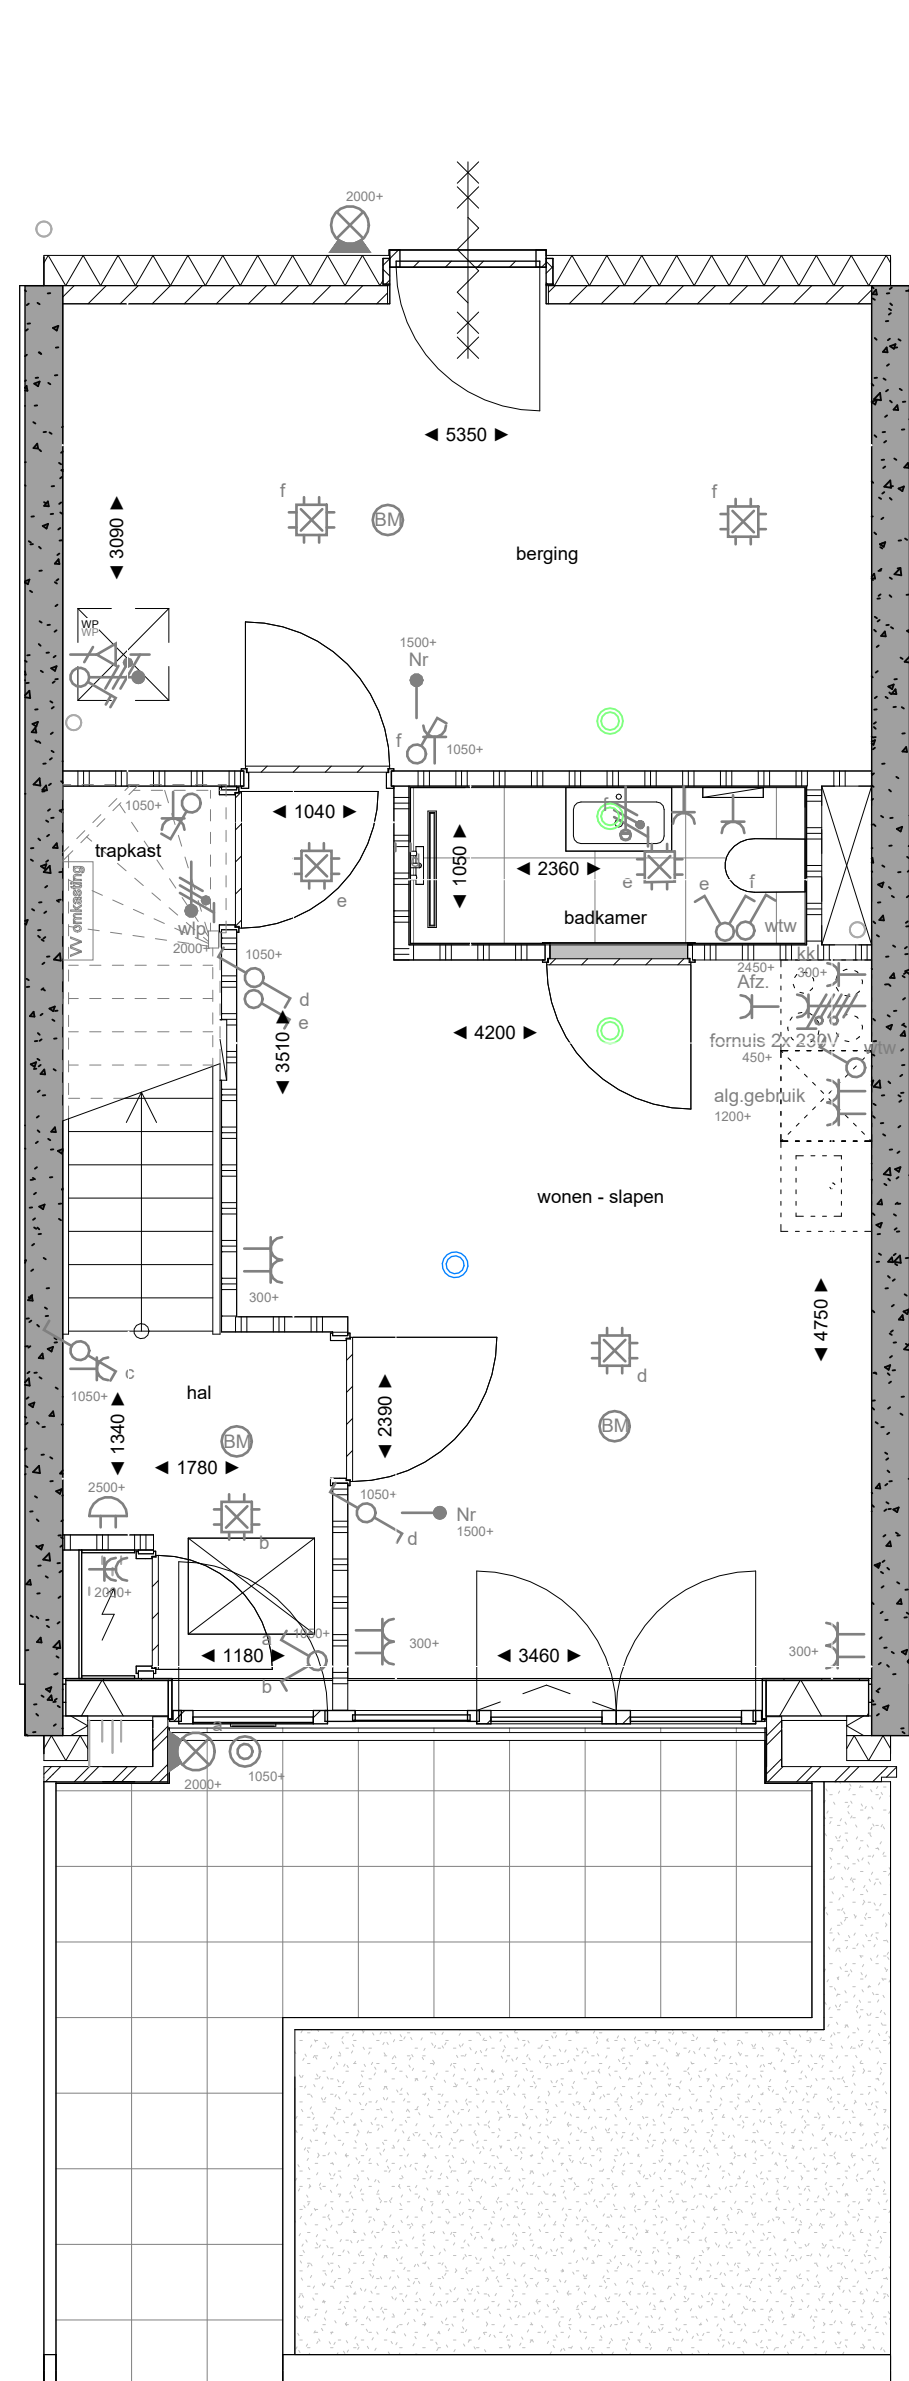 2000+
5350
f
BM
f
3090
berging
WP
WP
1500+
Nr
f
1050+
1050+
1040
trapkast
e
1050
2360
f
e
e
f
badkamer
wtw
VV omkasting
wlp
2000+
1050+
d
e
3510
4200
kk
2450+
300+
Afz.
fornuis 2x 230V
450+
wtw
alg.gebruik
1200+
wonen - slapen
300+
4750
d
c
1050+
hal
2390
1340
BM
BM
1780
2500+
1050+
d
Nr
1500+
b
2000+
a
1050+
1180
b
300+
3460
300+
a
2000+
1050+